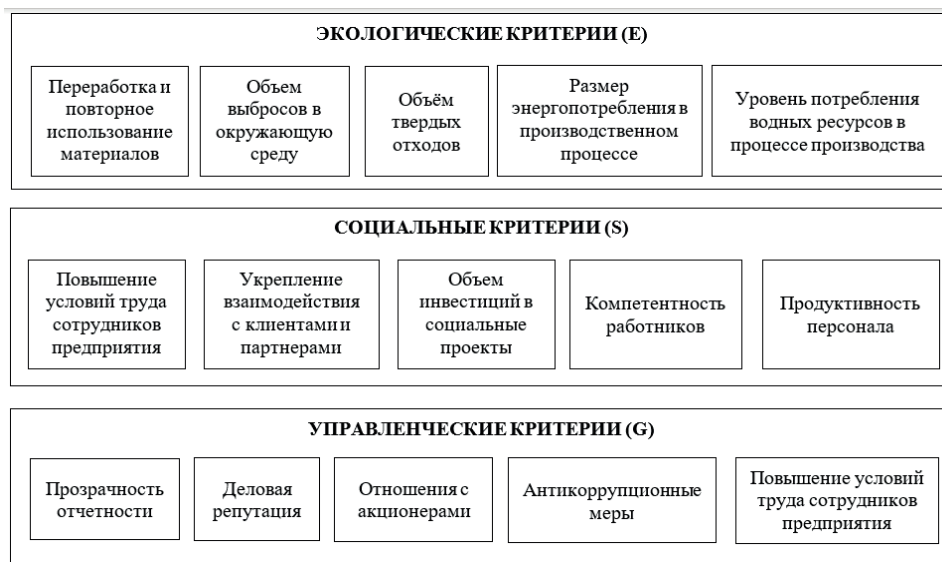 ЭКОЛОГИЧЕСКИЕ КРИТЕРИИ (E)
Переработка и
повторное
использование
материалов
Объем
выбросов в
окружающую
среду
Объём
твердых
отходов
Размер
энергопотребления в
производственном
процессе
Уровень потребления
водных ресурсов в
процессе производства
СОЦИАЛЬНЫЕ КРИТЕРИИ (S)
Повышение
условий труда
сотрудников
предприятия
Укрепление
взаимодействия
с клиентами и
партнерами
Объем
инвестиций в
социальные
проекты
Компетентность
работников
Продуктивность
персонала
УПРАВЛЕНЧЕСКИЕ КРИТЕРИИ (G)
Прозрачность
отчетности
Деловая
репутация
Отношения с
акционерами
Антикоррупционные
меры
Повышение условий
труда сотрудников
предприятия